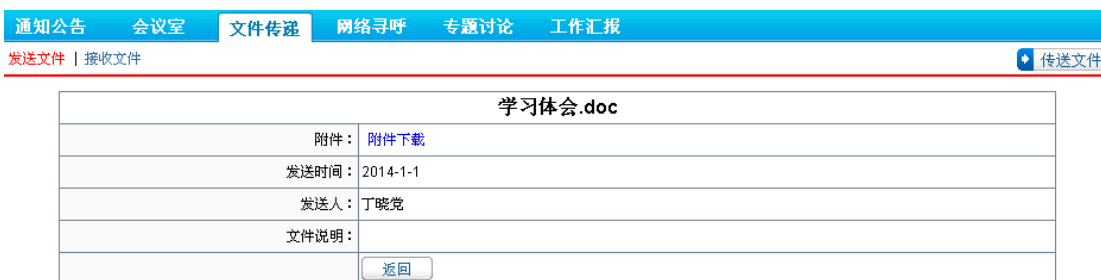 通知公告 会议室 文件传递 网络寻呼 专题讨论 工作汇报
发送文件 | 接收文件 传送文件
学习体会.doc
附件： 附件下载
发送时间： 2014-1-1
发送人： 丁晓党
文件说明：
返回